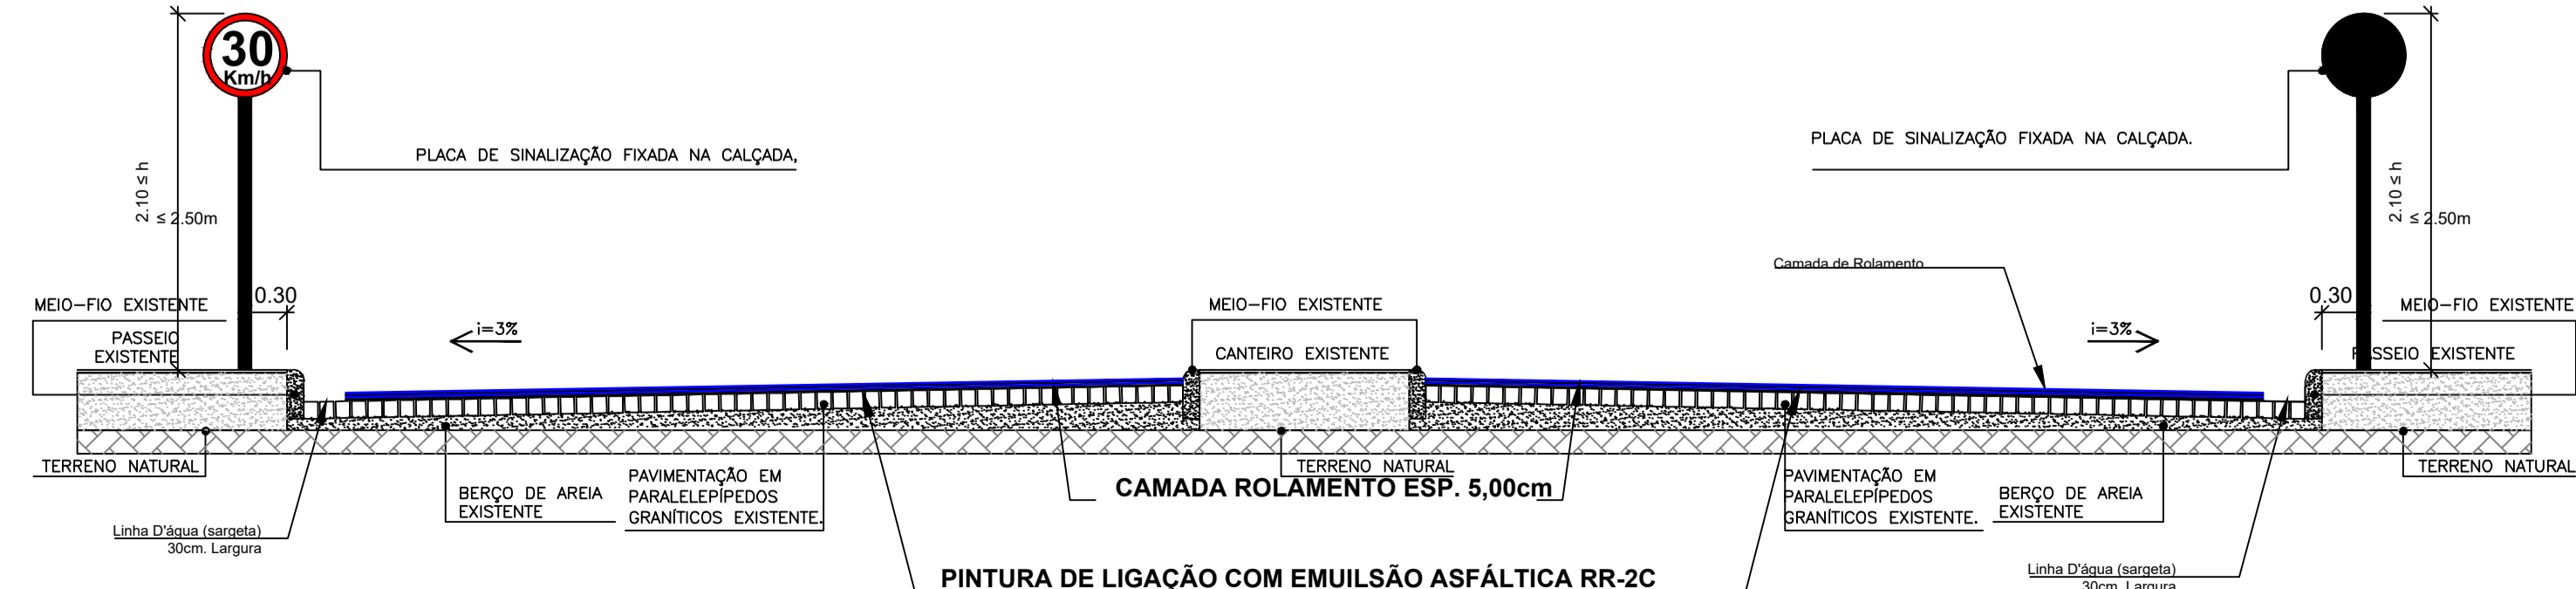 30
Km/h
PLACA DE SINALIZAÇÃO FIXADA NA CALÇADA,
PLACA DE SINALIZAÇÃO FIXADA NA CALÇADA.
2.10 ≤ h
≤ 2.50m
2.10 ≤ h
≤ 2.50m
Camada de Rolamento
0.30
0.30
MEIO-FIO EXISTENTE
MEIO-FIO EXISTENTE
MEIO-FIO EXISTENTE
PASSEIO
EXISTENTE
i=3%
CANTEIRO EXISTENTE
i=3%
PASSEIO EXISTENTE
TERRENO NATURAL
TERRENO NATURAL
TERRENO NATURAL
BERÇO DE AREIA
EXISTENTE
PAVIMENTAÇÃO EM
PARALELEPÍPEDOS
GRANÍTICOS EXISTENTE.
CAMADA ROLAMENTO ESP. 5,00cm
PAVIMENTAÇÃO EM
PARALELEPÍPEDOS
GRANÍTICOS EXISTENTE.
BERÇO DE AREIA
EXISTENTE
Linha D'água (sargeta)
30cm. Largura
PINTURA DE LIGAÇÃO COM EMUILSÃO ASFÁLTICA RR-2C
Linha D'água (sargeta)
30cm. Largura